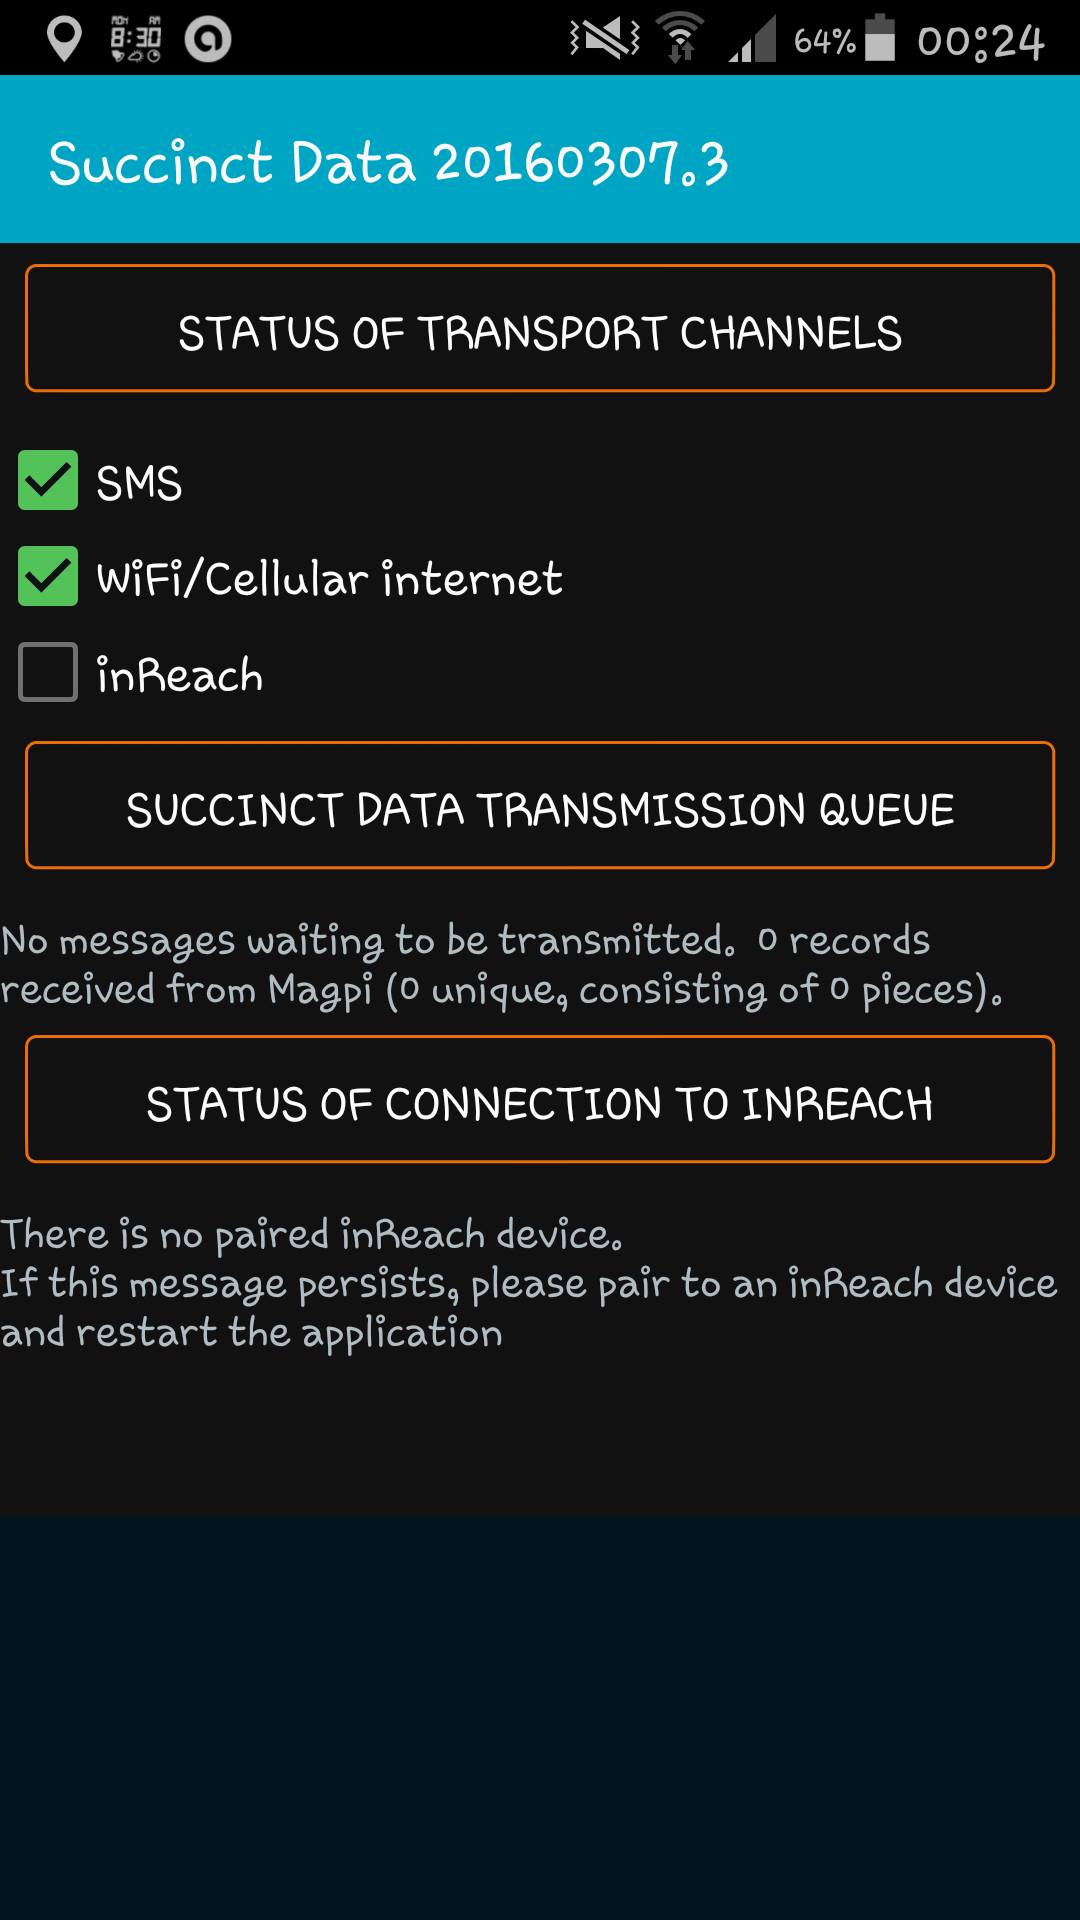 MON AM
8:30
64% 00:24
Succinct Data 20160307.3
STATUS OF TRANSPORT CHANNELS
SMS
WiFi/Cellular internet
inReach
SUCCINCT DATA TRANSMISSION QUEUE
No messages waiting to be transmitted. 0 records
received from Magpi (0 unique, consisting of 0 pieces).
STATUS OF CONNECTION TO INREACH
There is no paired inReach device.
If this message persists, please pair to an inReach device
and restart the application